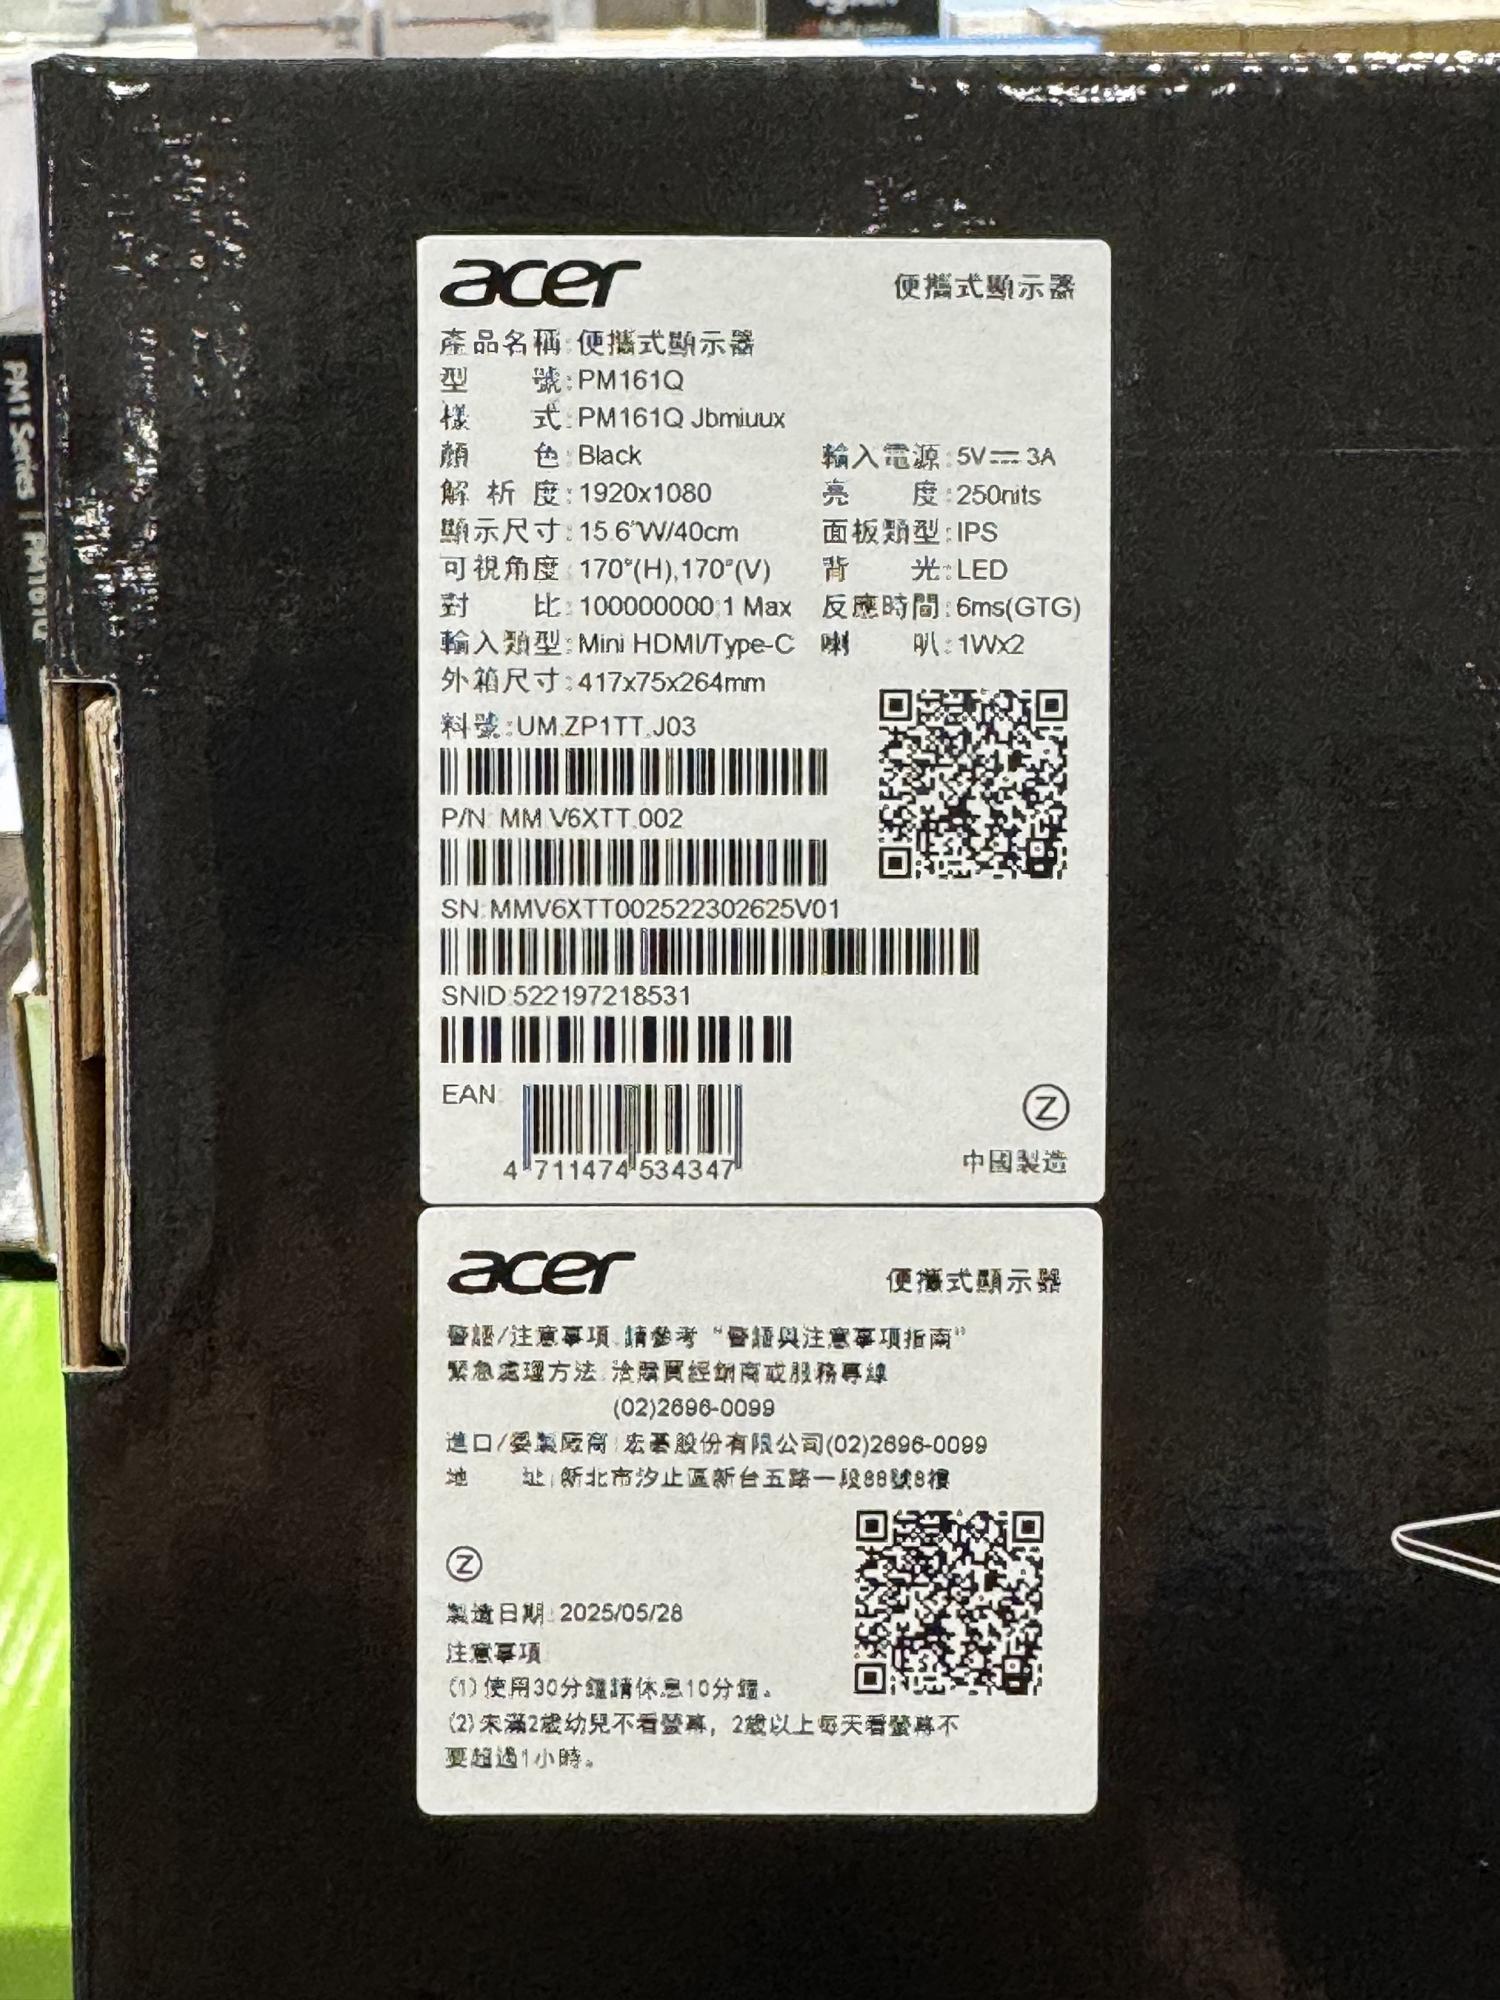 acer
便攜式顯示器
產品名稱:便攜式顯示器
型 號:PM161Q
樣 式:PM161Q Jbmiuux
顏 色:Black 輸入電源:5V⎓3A
解析度:1920x1080 亮 度:250nits
顯示尺寸:15.6"W/40cm 面板類型:IPS
可視角度:170°(H),170°(V) 背 光:LED
對 比:100000000:1 Max 反應時間:6ms(GTG)
輸入類型:Mini HDMI/Type-C 喇 叭:1Wx2
外箱尺寸:417x75x264mm
料號:UM.ZP1TT.J03
P/N: MM.V6XTT.002
SN:MMV6XTT002522302625V01
SNID:522197218531
EAN:
4 711474 534347
Z
中國製造
acer
便攜式顯示器
警語/注意事項:請參考“警語與注意事項指南”
緊急處理方法:洽購買經銷商或服務專線
(02)2696-0099
進口/委製廠商:宏碁股份有限公司(02)2696-0099
地 址:新北市汐止區新台五路一段88號8樓
Z
製造日期:2025/05/28
注意事項
(1)使用30分鐘請休息10分鐘。
(2)未滿2歲幼兒不看螢幕，2歲以上每天看螢幕不
要超過1小時。
PM1 Series | PM161Q